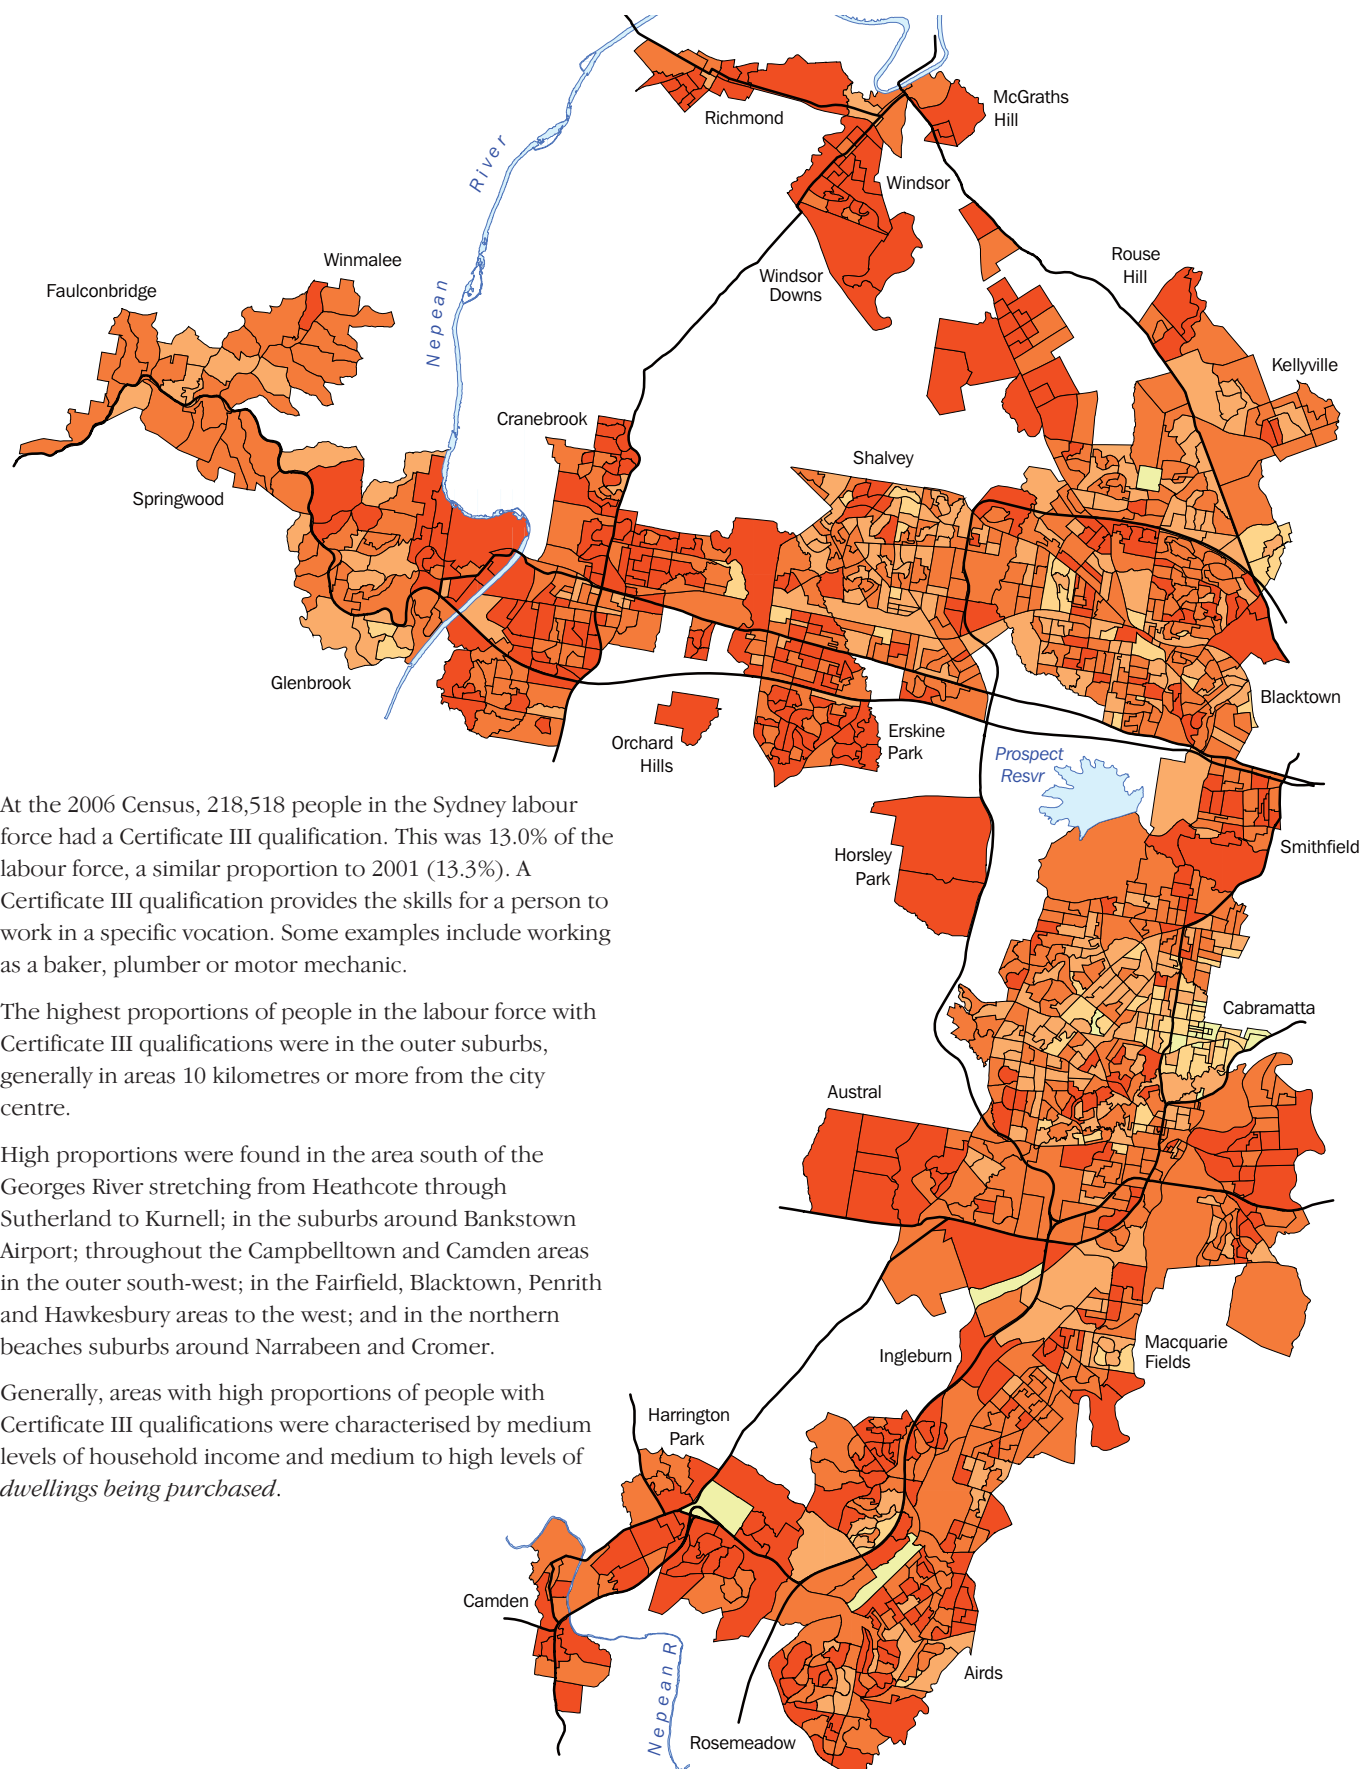 McGraths
Hill
Richmond
River
Windsor
Winmalee
Rouse
Hill
Windsor
Downs
Faulconbridge
Nepean
Kellyville
Cranebrook
Shalvey
Springwood
Glenbrook
Blacktown
Orchard
Hills
Erskine
Park
Prospect
Resvr
At the 2006 Census, 218,518 people in the Sydney labour
force had a Certificate III qualification. This was 13.0% of the
labour force, a similar proportion to 2001 (13.3%). A
Certificate III qualification provides the skills for a person to
work in a specific vocation. Some examples include working
as a baker, plumber or motor mechanic.
Smithfield
Horsley
Park
The highest proportions of people in the labour force with
Certificate III qualifications were in the outer suburbs,
generally in areas 10 kilometres or more from the city
centre.
Cabramatta
Austral
High proportions were found in the area south of the
Georges River stretching from Heathcote through
Sutherland to Kurnell; in the suburbs around Bankstown
Airport; throughout the Campbelltown and Camden areas
in the outer south-west; in the Fairfield, Blacktown, Penrith
and Hawkesbury areas to the west; and in the northern
beaches suburbs around Narrabeen and Cromer.
Macquarie
Fields
Ingleburn
Generally, areas with high proportions of people with
Certificate III qualifications were characterised by medium
levels of household income and medium to high levels of
dwellings being purchased.
Harrington
Park
Camden
Airds
Nepean R
Rosemeadow